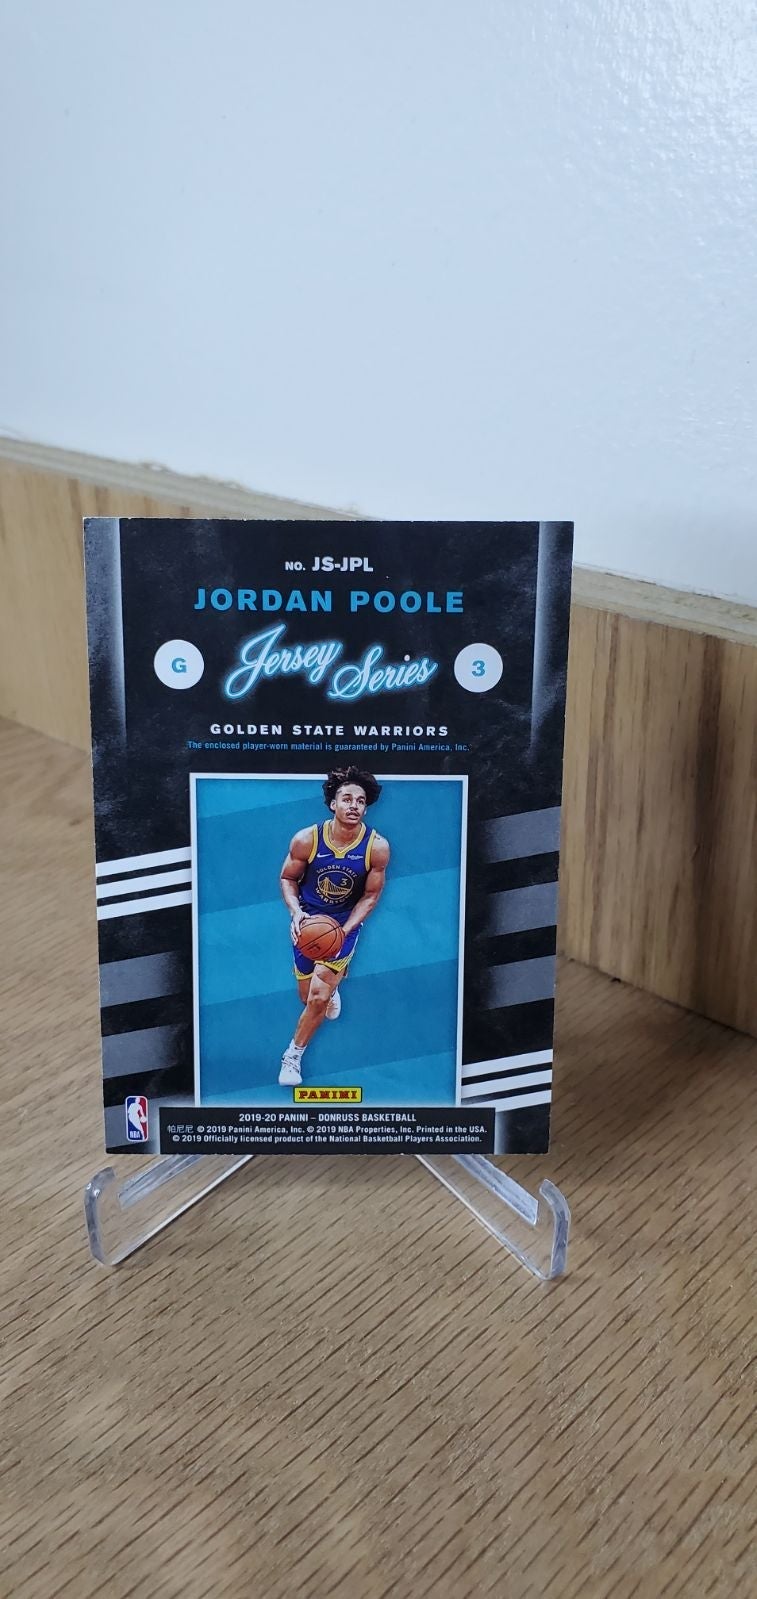 NO. JS-JPL
JORDAN POOLE
G Jersey Series 3
GOLDEN STATE WARRIORS
The enclosed player-worn material is guaranteed by Panini America, Inc.
GOLDEN STATE
3
WARRIORS
PANINI
2019-20 PANINI – DONRUSS BASKETBALL
帕尼尼 © 2019 Panini America, Inc. © 2019 NBA Properties, Inc. Printed in the USA.
© 2019 Officially licensed product of the National Basketball Players Association.
NBA